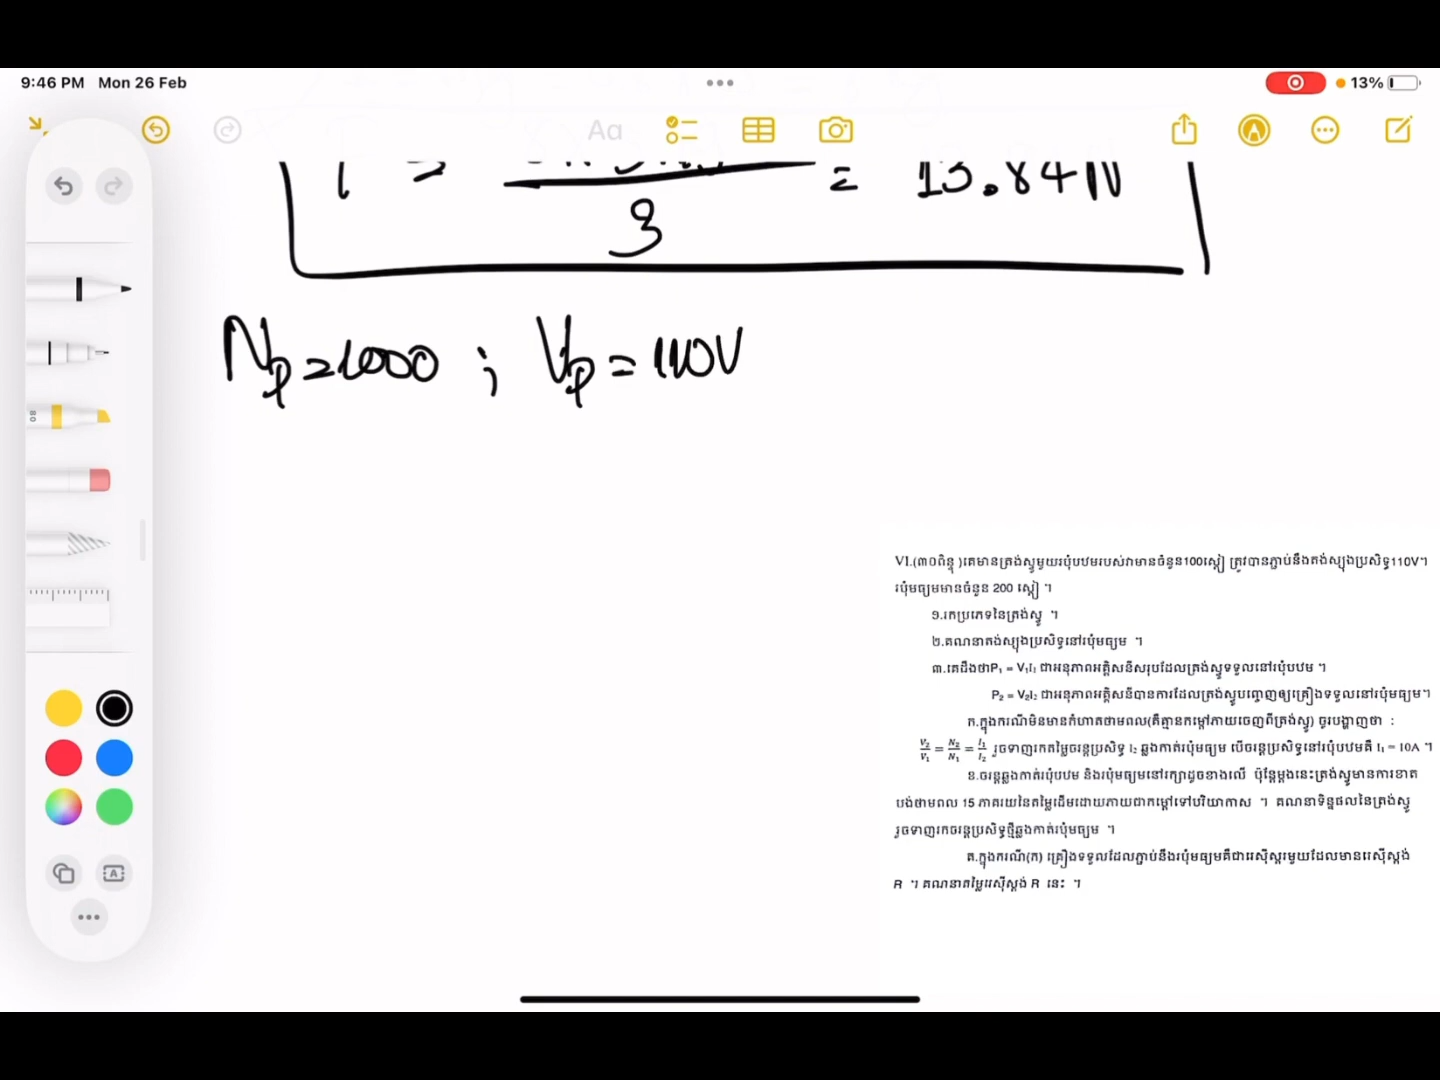 9:46 PM Mon 26 Feb
13%
Aa
= 13.84N
3
Np=1000 ; Vp = 110V
80
VI.(៣០ពិន្ទុ )គេមានត្រង់ស្វូមួយរបុំបឋមរបស់វាមានចំនួន100ស្ពៀ ត្រូវបានភ្ជាប់នឹងតង់ស្យុងប្រសិទ្ធ110V។
របុំមធ្យមមានចំនួន 200 ស្ពៀ ។
១.រកប្រភេទនៃត្រង់ស្វូ ។
២.គណនាតង់ស្យុងប្រសិទ្ធនៅរបុំមធ្យម ។
៣.គេដឹងថាP₁ = V₁I₁ ជាអនុភាពអគ្គិសនីសរុបដែលត្រង់ស្វូទទួលនៅរបុំបឋម ។
P₂ = V₂I₂ ជាអនុភាពអគ្គិសនីបានការដែលត្រង់ស្វូបញ្ចេញឲ្យគ្រឿងទទួលនៅរបុំមធ្យម។
ក.ក្នុងករណីមិនមានកំហាតថាមពល(គឺគ្មានកម្ដៅភាយចេញពីត្រង់ស្វូ) ចូរបង្ហាញថា :
V₂/V₁ = N₂/N₁ = I₁/I₂ រួចទាញរកតម្លៃចរន្តប្រសិទ្ធ I₂ ឆ្លងកាត់របុំមធ្យម បើចរន្តប្រសិទ្ធនៅរបុំបឋមគឺ I₁ = 10A ។
ខ.ចរន្តឆ្លងកាត់របុំបឋម និងរបុំមធ្យមនៅរក្សាដូចខាងលើ ប៉ុន្តែម្ដងនេះត្រង់ស្វូមានការខាត
បង់ថាមពល 15 ភាគរយនៃតម្លៃដើមដោយភាយជាកម្ដៅទៅបរិយាកាស ។ គណនាទិន្នផលនៃត្រង់ស្វូ
រួចទាញរកចរន្តប្រសិទ្ធថ្មីឆ្លងកាត់របុំមធ្យម ។
គ.ក្នុងករណី(ក) គ្រឿងទទួលដែលភ្ជាប់នឹងរបុំមធ្យមគឺជារេស៊ីស្ដរមួយដែលមានរេស៊ីស្ដង់
R ។ គណនាតម្លៃរេស៊ីស្ដង់ R នេះ ។